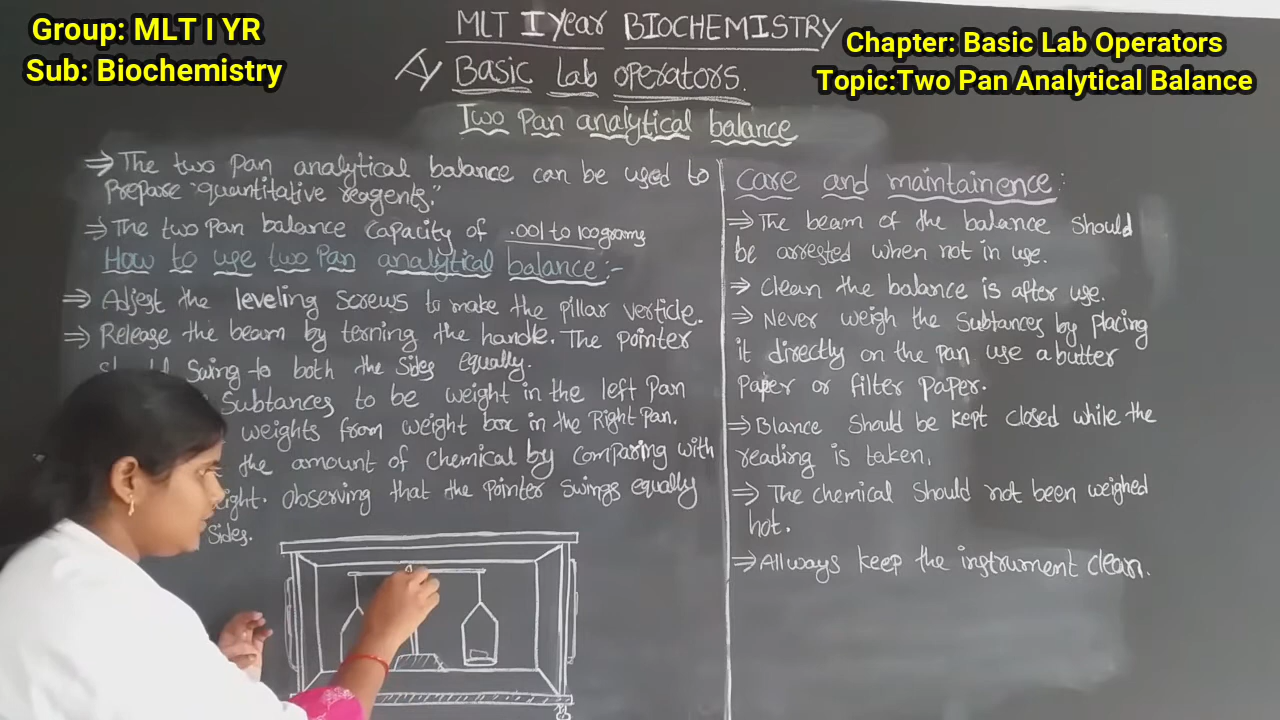 Group: MLT I YR
Sub: Biochemistry
Chapter: Basic Lab Operators
Topic:Two Pan Analytical Balance
MLT I Year BIOCHEMISTRY
A) Basic Lab operators.
Two Pan analytical balance
⇒ The two pan analytical balance can be used to
Prepare "quantitative reagents."
⇒ The two pan balance capacity of .001 to 100grams
How to use two Pan analytical balance:-
⇒ Adjest the leveling screws to make the pillar verticle.
⇒ Release the beam by terning the handle. The pointer
should swing to both the sides equally.
Subtances to be weight in the left pan
weights from weight box in the Right Pan.
the amount of chemical by comparing with
observing that the pointer swings equally
Sides.
Care and maintainence:
⇒ The beam of the balance should
be arrested when not in use.
⇒ Clean the balance is after use.
⇒ Never weigh the Subtances by placing
it directly on the pan use a butter
Paper or filter paper.
⇒ Blance should be kept closed while the
reading is taken.
⇒ The chemical should not been weighed
hot.
⇒ Allways keep the instrument clean.